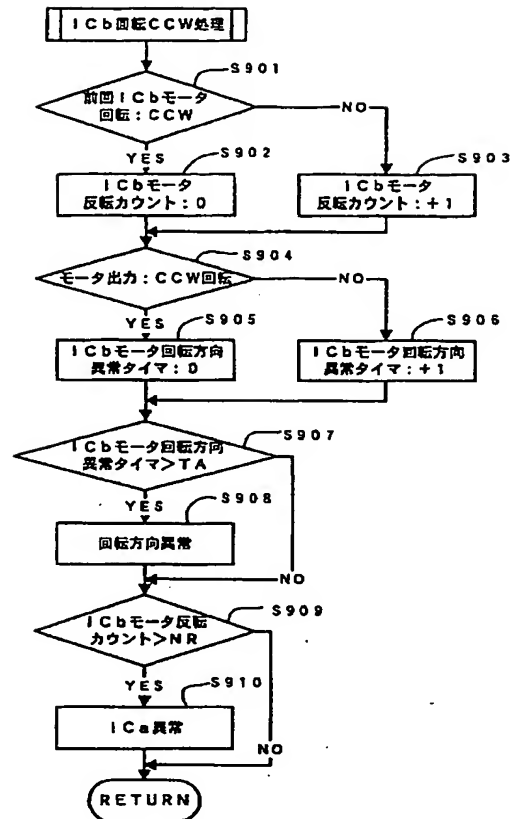 ICb回転CCW処理
S901
前回ICbモータ
回転:CCW
NO
YES
S902
S903
ICbモータ
反転カウント:0
ICbモータ
反転カウント:+1
S904
モータ出力:CCW回転
NO
YES
S905
S906
ICbモータ回転方向
異常タイマ:0
ICbモータ回転方向
異常タイマ:+1
S907
ICbモータ回転方向
異常タイマ>TA
YES
S908
回転方向異常
NO
S909
ICbモータ反転
カウント>NR
YES
S910
ICa異常
NO
RETURN